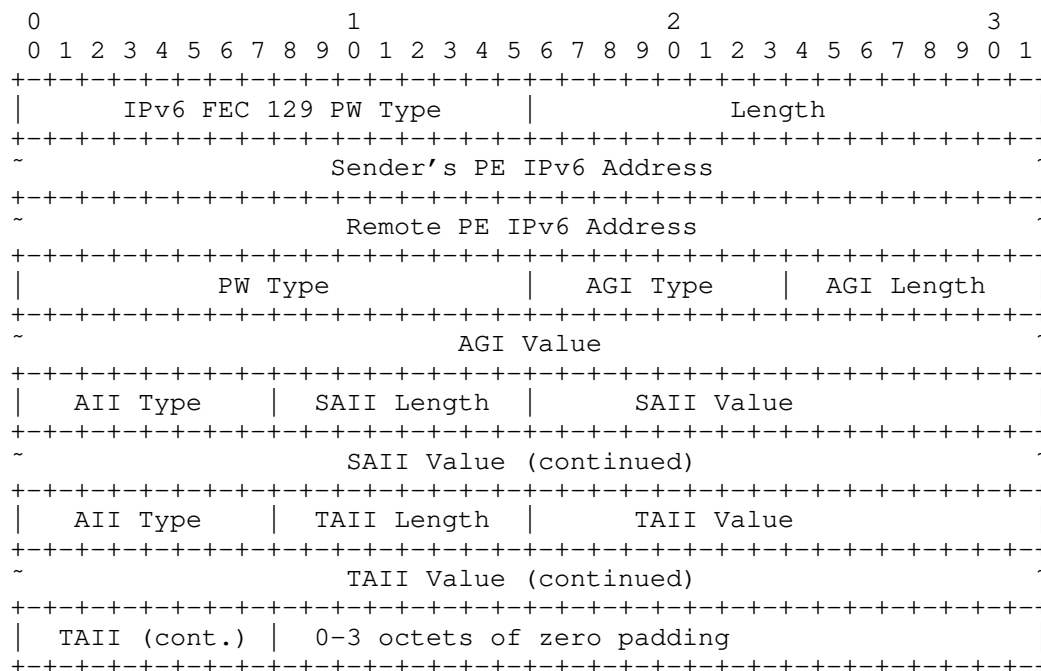 0                   1                   2                   3
0 1 2 3 4 5 6 7 8 9 0 1 2 3 4 5 6 7 8 9 0 1 2 3 4 5 6 7 8 9 0 1
+-+-+-+-+-+-+-+-+-+-+-+-+-+-+-+-+-+-+-+-+-+-+-+-+-+-+-+-+-+-+-+-
| IPv6 FEC 129 PW Type | Length
+-+-+-+-+-+-+-+-+-+-+-+-+-+-+-+-+-+-+-+-+-+-+-+-+-+-+-+-+-+-+-+-
~ Sender’s PE IPv6 Address ~
+-+-+-+-+-+-+-+-+-+-+-+-+-+-+-+-+-+-+-+-+-+-+-+-+-+-+-+-+-+-+-+-
~ Remote PE IPv6 Address ~
+-+-+-+-+-+-+-+-+-+-+-+-+-+-+-+-+-+-+-+-+-+-+-+-+-+-+-+-+-+-+-+-
| PW Type | AGI Type | AGI Length
+-+-+-+-+-+-+-+-+-+-+-+-+-+-+-+-+-+-+-+-+-+-+-+-+-+-+-+-+-+-+-+-
~ AGI Value ~
+-+-+-+-+-+-+-+-+-+-+-+-+-+-+-+-+-+-+-+-+-+-+-+-+-+-+-+-+-+-+-+-
| AII Type | SAII Length | SAII Value
+-+-+-+-+-+-+-+-+-+-+-+-+-+-+-+-+-+-+-+-+-+-+-+-+-+-+-+-+-+-+-+-
~ SAII Value (continued) ~
+-+-+-+-+-+-+-+-+-+-+-+-+-+-+-+-+-+-+-+-+-+-+-+-+-+-+-+-+-+-+-+-
| AII Type | TAII Length | TAII Value
+-+-+-+-+-+-+-+-+-+-+-+-+-+-+-+-+-+-+-+-+-+-+-+-+-+-+-+-+-+-+-+-
~ TAII Value (continued) ~
+-+-+-+-+-+-+-+-+-+-+-+-+-+-+-+-+-+-+-+-+-+-+-+-+-+-+-+-+-+-+-+-
| TAII (cont.) | 0-3 octets of zero padding
+-+-+-+-+-+-+-+-+-+-+-+-+-+-+-+-+-+-+-+-+-+-+-+-+-+-+-+-+-+-+-+-